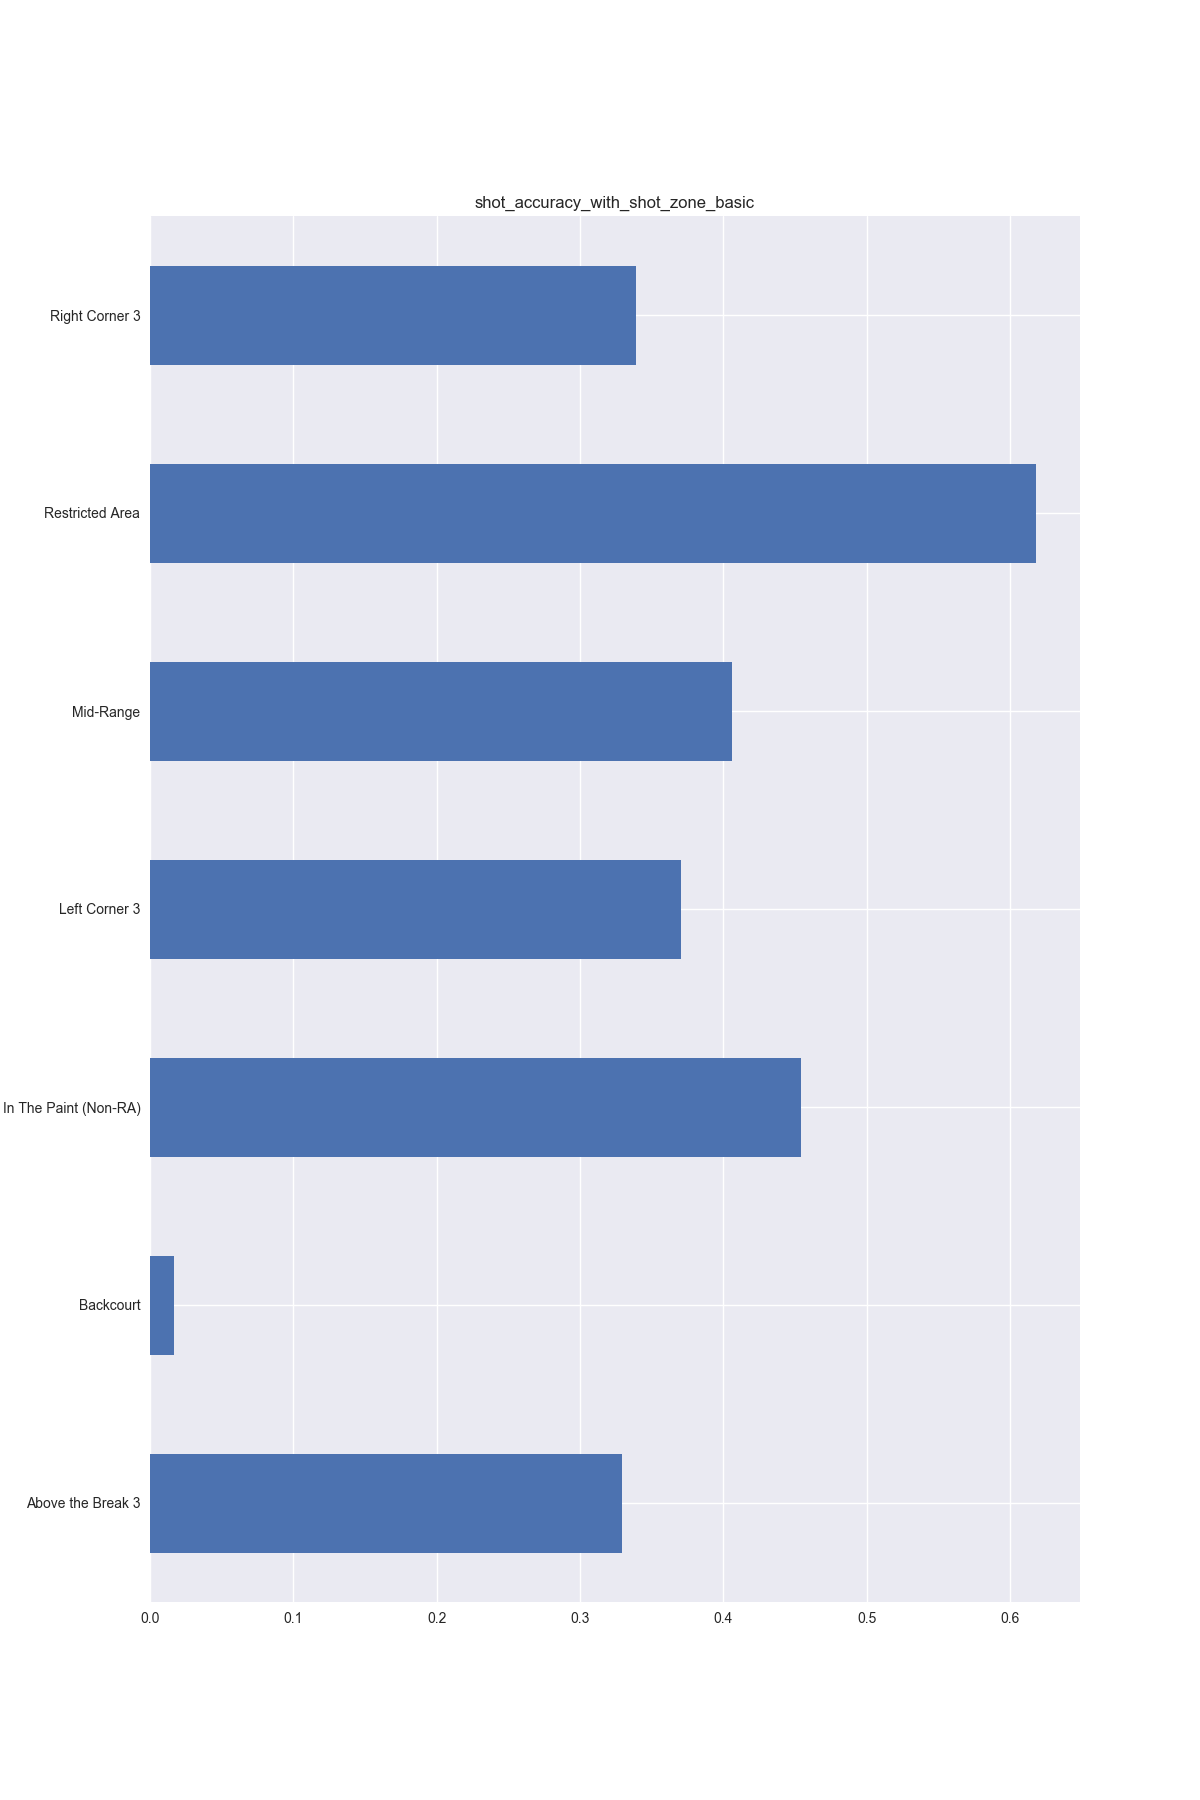 shot_accuracy_with_shot_zone_basic
Right Corner 3
Restricted Area
Mid-Range
Left Corner 3
In The Paint (Non-RA)
Backcourt
Above the Break 3
0.0 0.1 0.2 0.3 0.4 0.5 0.6